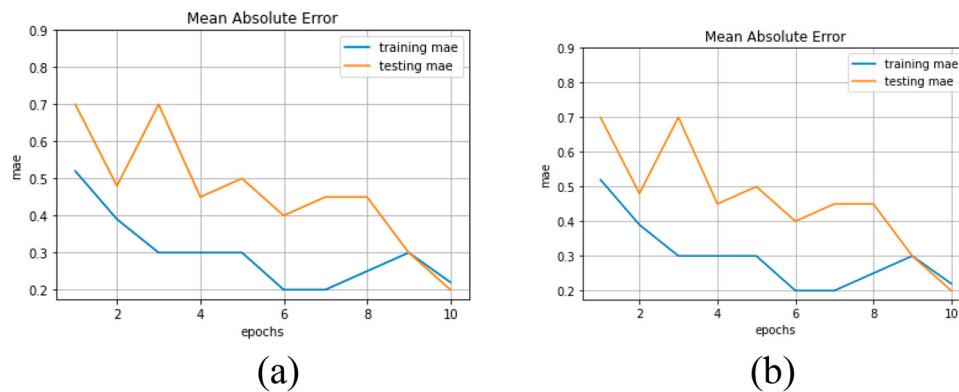 Mean Absolute Error
training mae
testing mae
mae
0.9
0.8
0.7
0.6
0.5
0.4
0.3
0.2
2 4 6 8 10
epochs
(a)
Mean Absolute Error
training mae
testing mae
mae
0.9
0.8
0.7
0.6
0.5
0.4
0.3
0.2
2 4 6 8 10
epochs
(b)